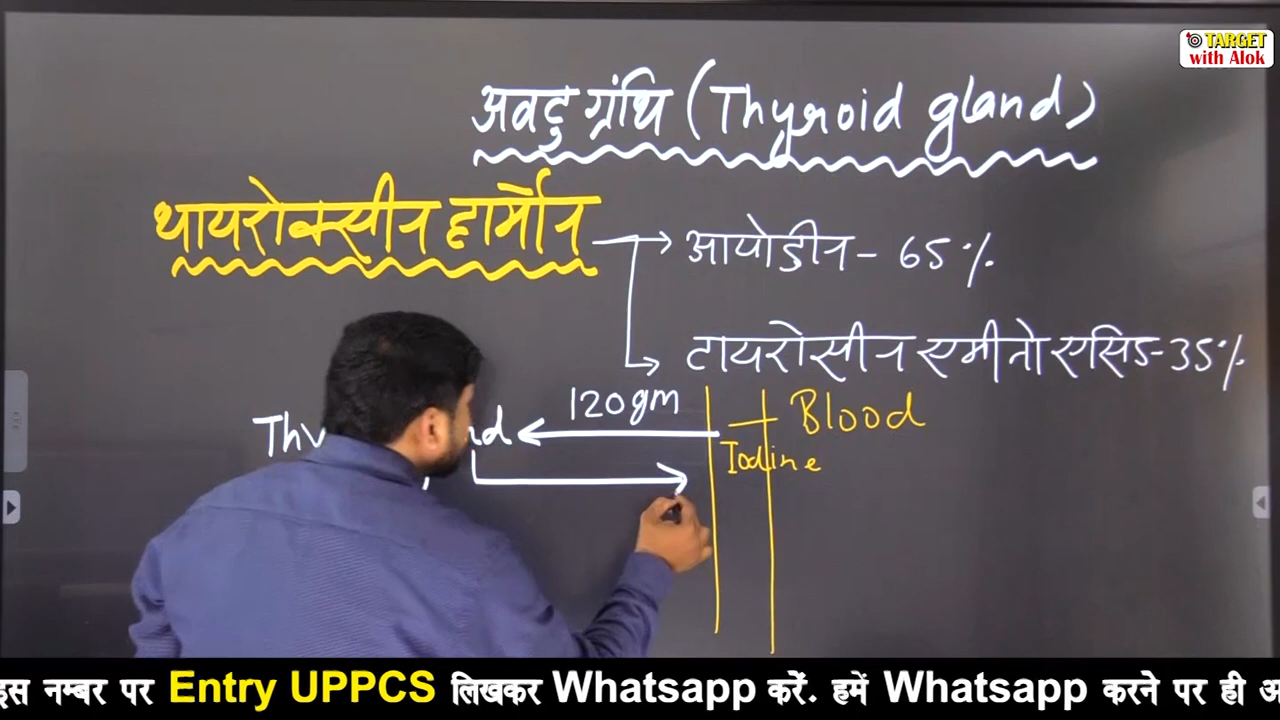 TARGET
with Alok
अवटु ग्रंथि (Thyroid gland)
थायरोक्सीन हार्मोन
आयोडीन - 65%
टायरोसीन एमीनो एसिड - 35%
120gm
Blood
Iodine
इस नम्बर पर Entry UPPCS लिखकर Whatsapp करें. हमें Whatsapp करने पर ही